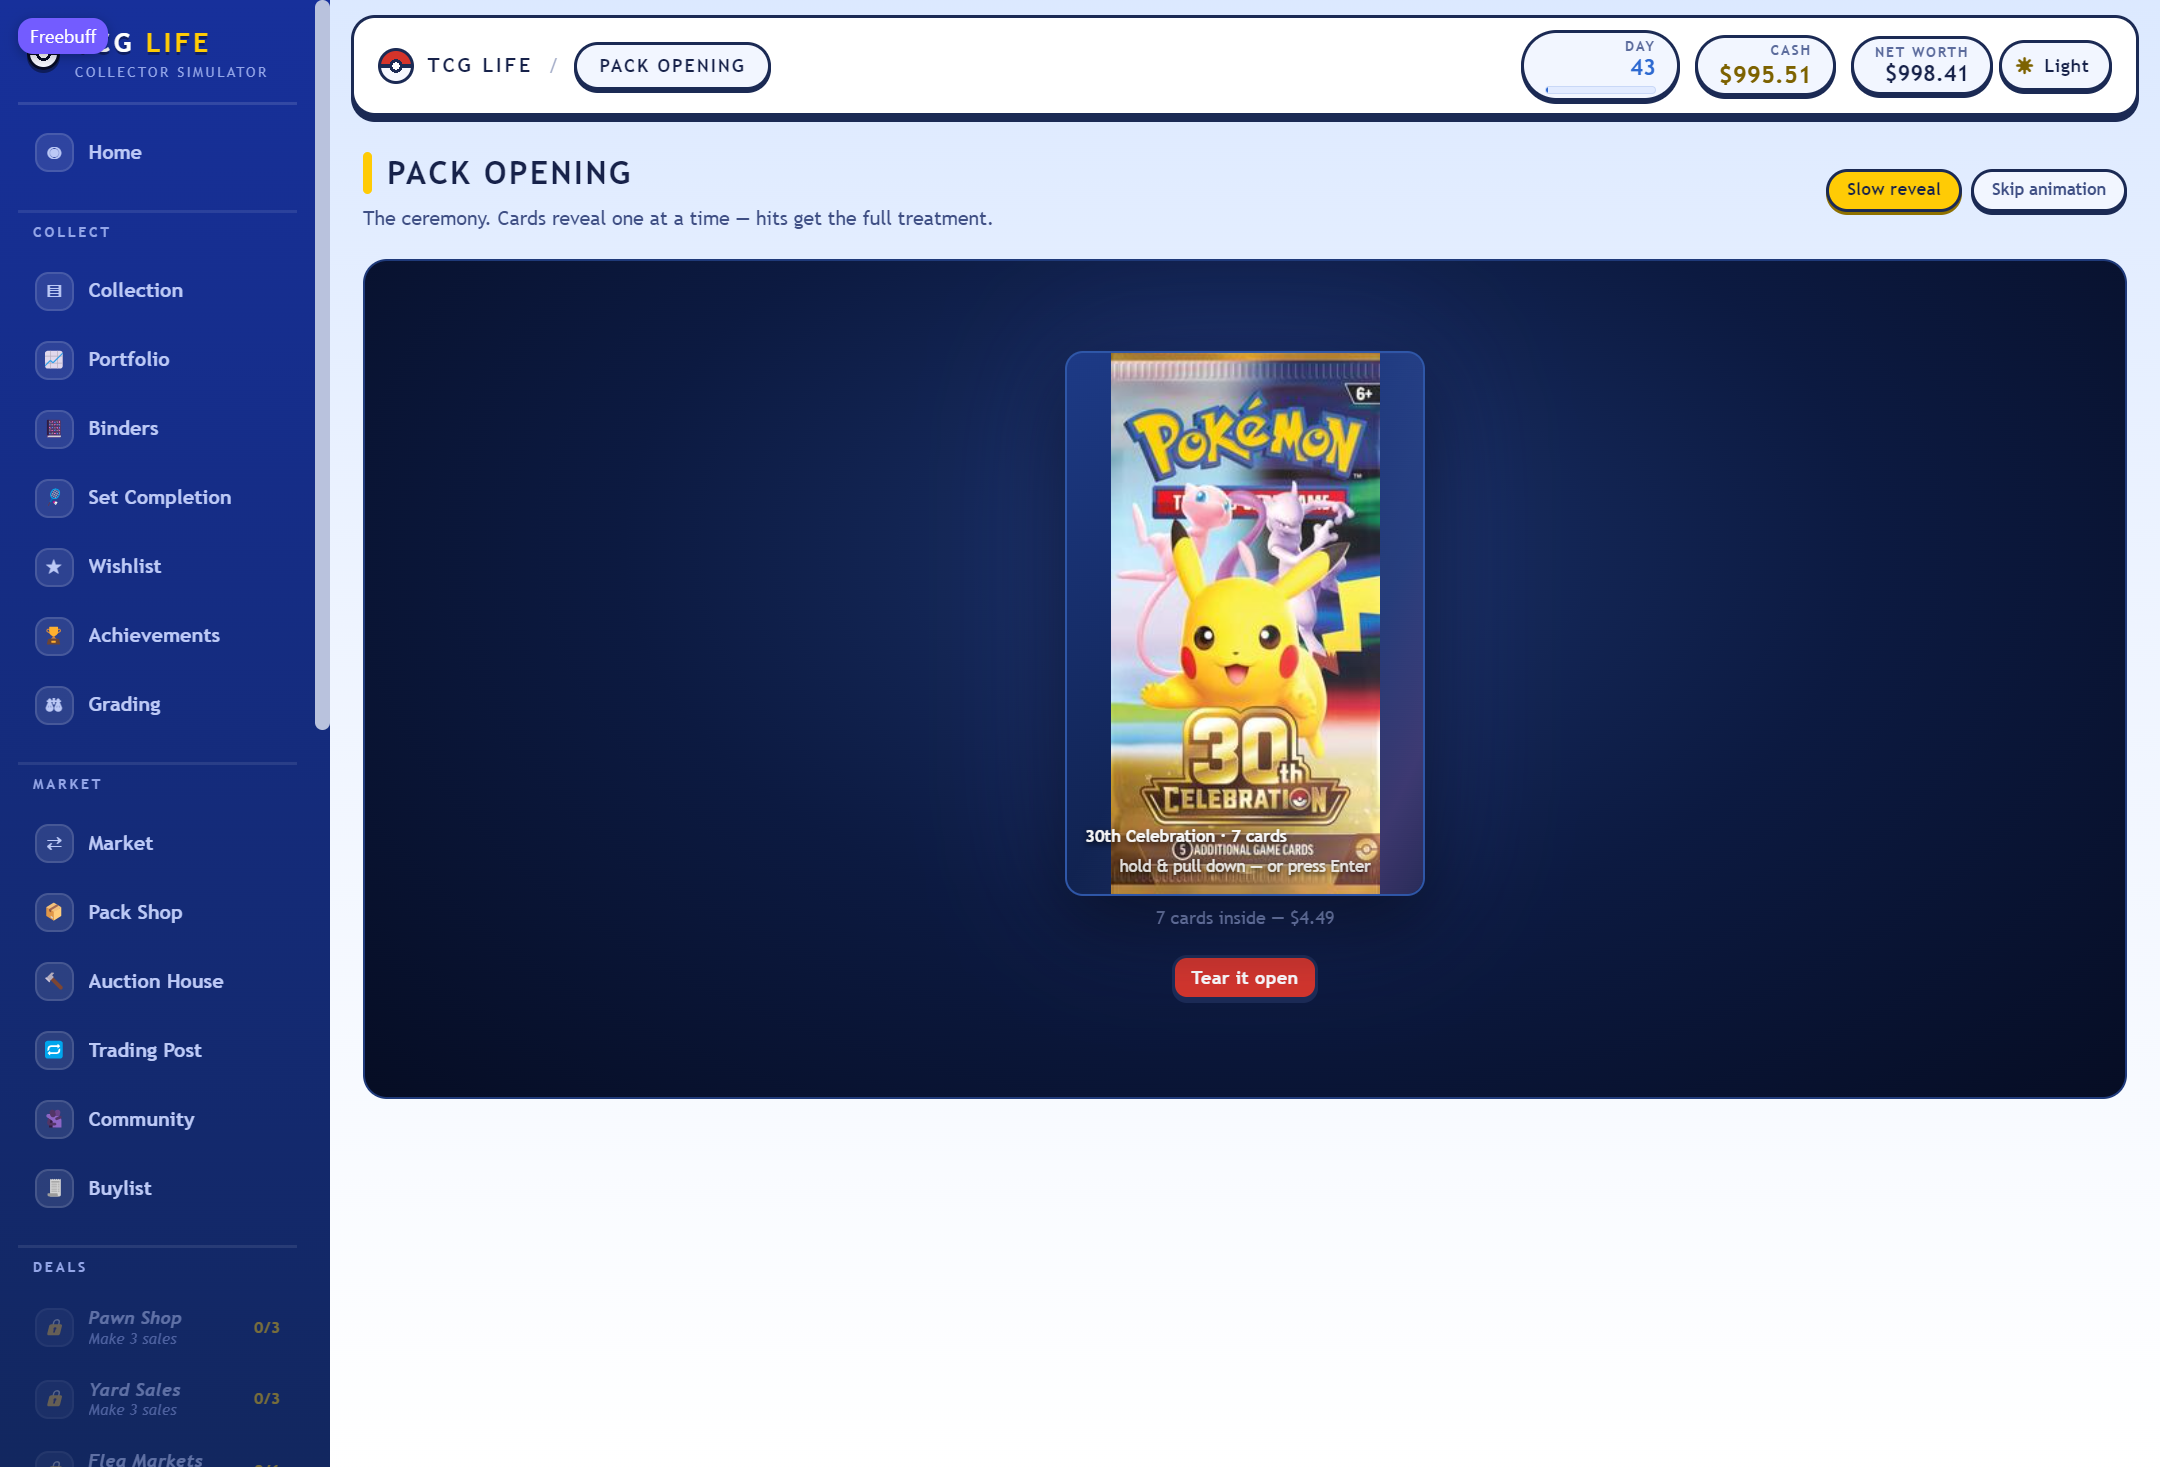 Freebuff
CG LIFE
COLLECTOR SIMULATOR
Home
COLLECT
Collection
Portfolio
Binders
Set Completion
Wishlist
Achievements
Grading
MARKET
Market
Pack Shop
Auction House
Trading Post
Community
Buylist
DEALS
Pawn Shop
Make 3 sales
0/3
Yard Sales
Make 3 sales
0/3
Flea Markets
TCG LIFE / PACK OPENING
DAY
43
CASH
$995.51
NET WORTH
$998.41
Light
PACK OPENING
The ceremony. Cards reveal one at a time — hits get the full treatment.
Slow reveal
Skip animation
6+
POKéMON
30th
CELEBRATION
30th Celebration · 7 cards
5 ADDITIONAL GAME CARDS
hold & pull down — or press Enter
7 cards inside — $4.49
Tear it open